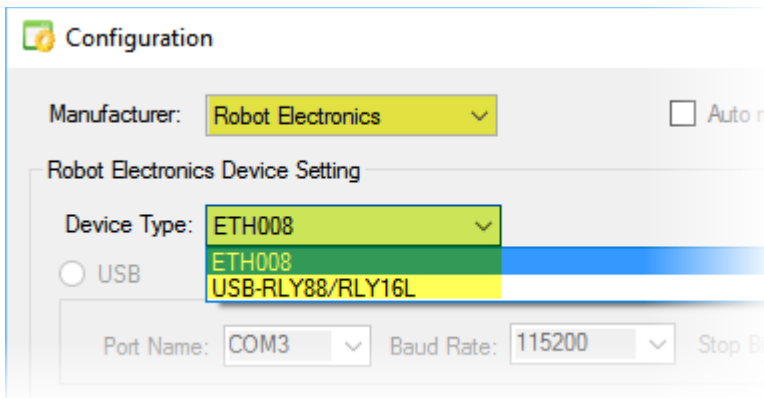 Configuration
Manufacturer: Robot Electronics Auto
Robot Electronics Device Setting
Device Type: ETH008
ETH008
USB USB-RLY88/RLY16L
Port Name: COM3 Baud Rate: 115200 Stop